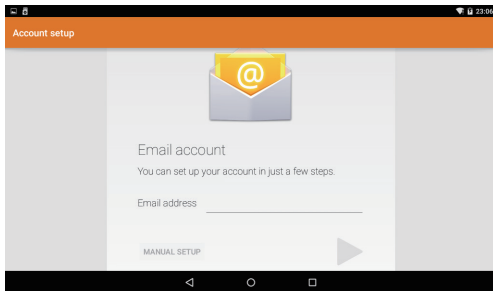 23:06
Account setup
@
Email account
You can set up your account in just a few steps.
Email address
MANUAL SETUP